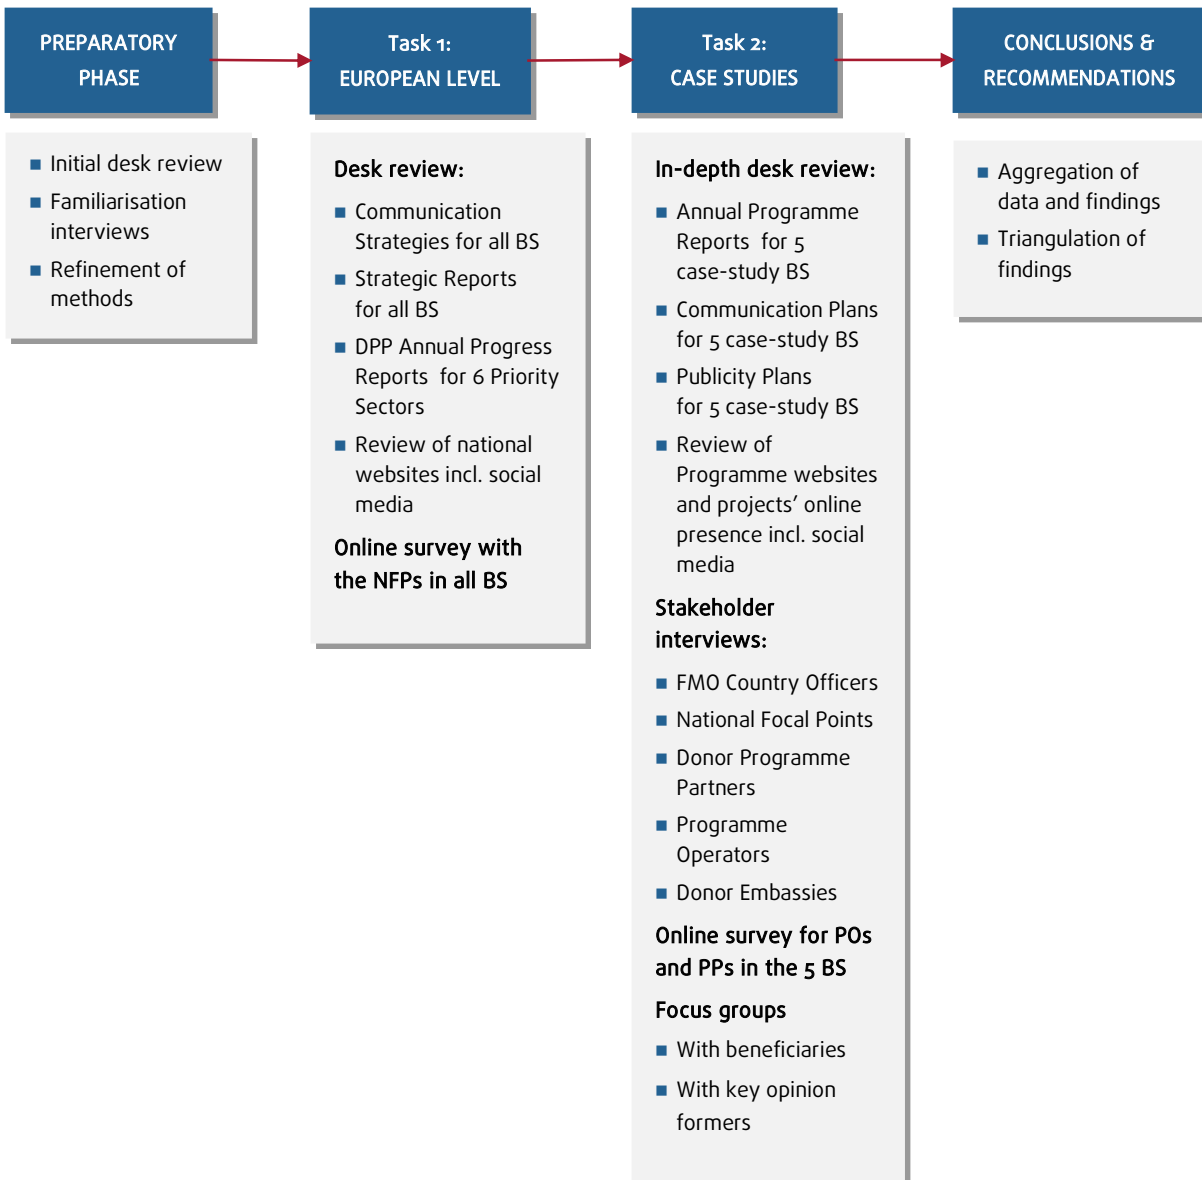 PREPARATORY
PHASE
Initial desk review
Familiarisation
interviews
Refinement of
methods
Task 1:
EUROPEAN LEVEL
Desk review:
Communication
Strategies for all BS
Strategic Reports
for all BS
DPP Annual Progress
Reports for 6 Priority
Sectors
Review of national
websites incl. social
media
Online survey with
the NFPs in all BS
Task 2:
CASE STUDIES
In-depth desk review:
Annual Programme
Reports for 5
case-study BS
Communication Plans
for 5 case-study BS
Publicity Plans
for 5 case-study BS
Review of
Programme websites
and projects’ online
presence incl. social
media
Stakeholder
interviews:
FMO Country Officers
National Focal Points
Donor Programme
Partners
Programme
Operators
Donor Embassies
Online survey for POs
and PPs in the 5 BS
Focus groups
With beneficiaries
With key opinion
formers
CONCLUSIONS &
RECOMMENDATIONS
Aggregation of
data and findings
Triangulation of
findings